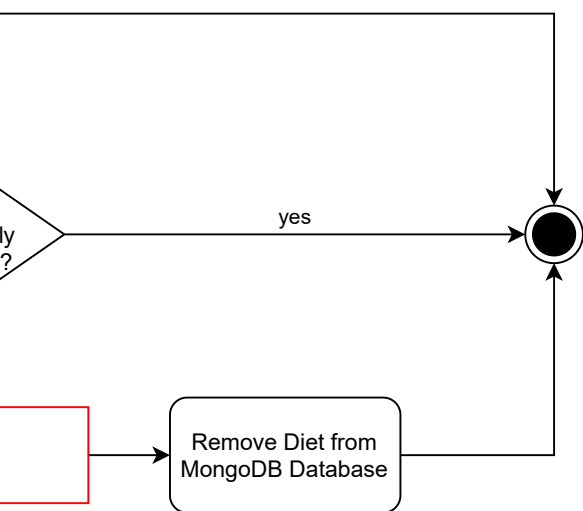 yes
?
Remove Diet from
MongoDB Database